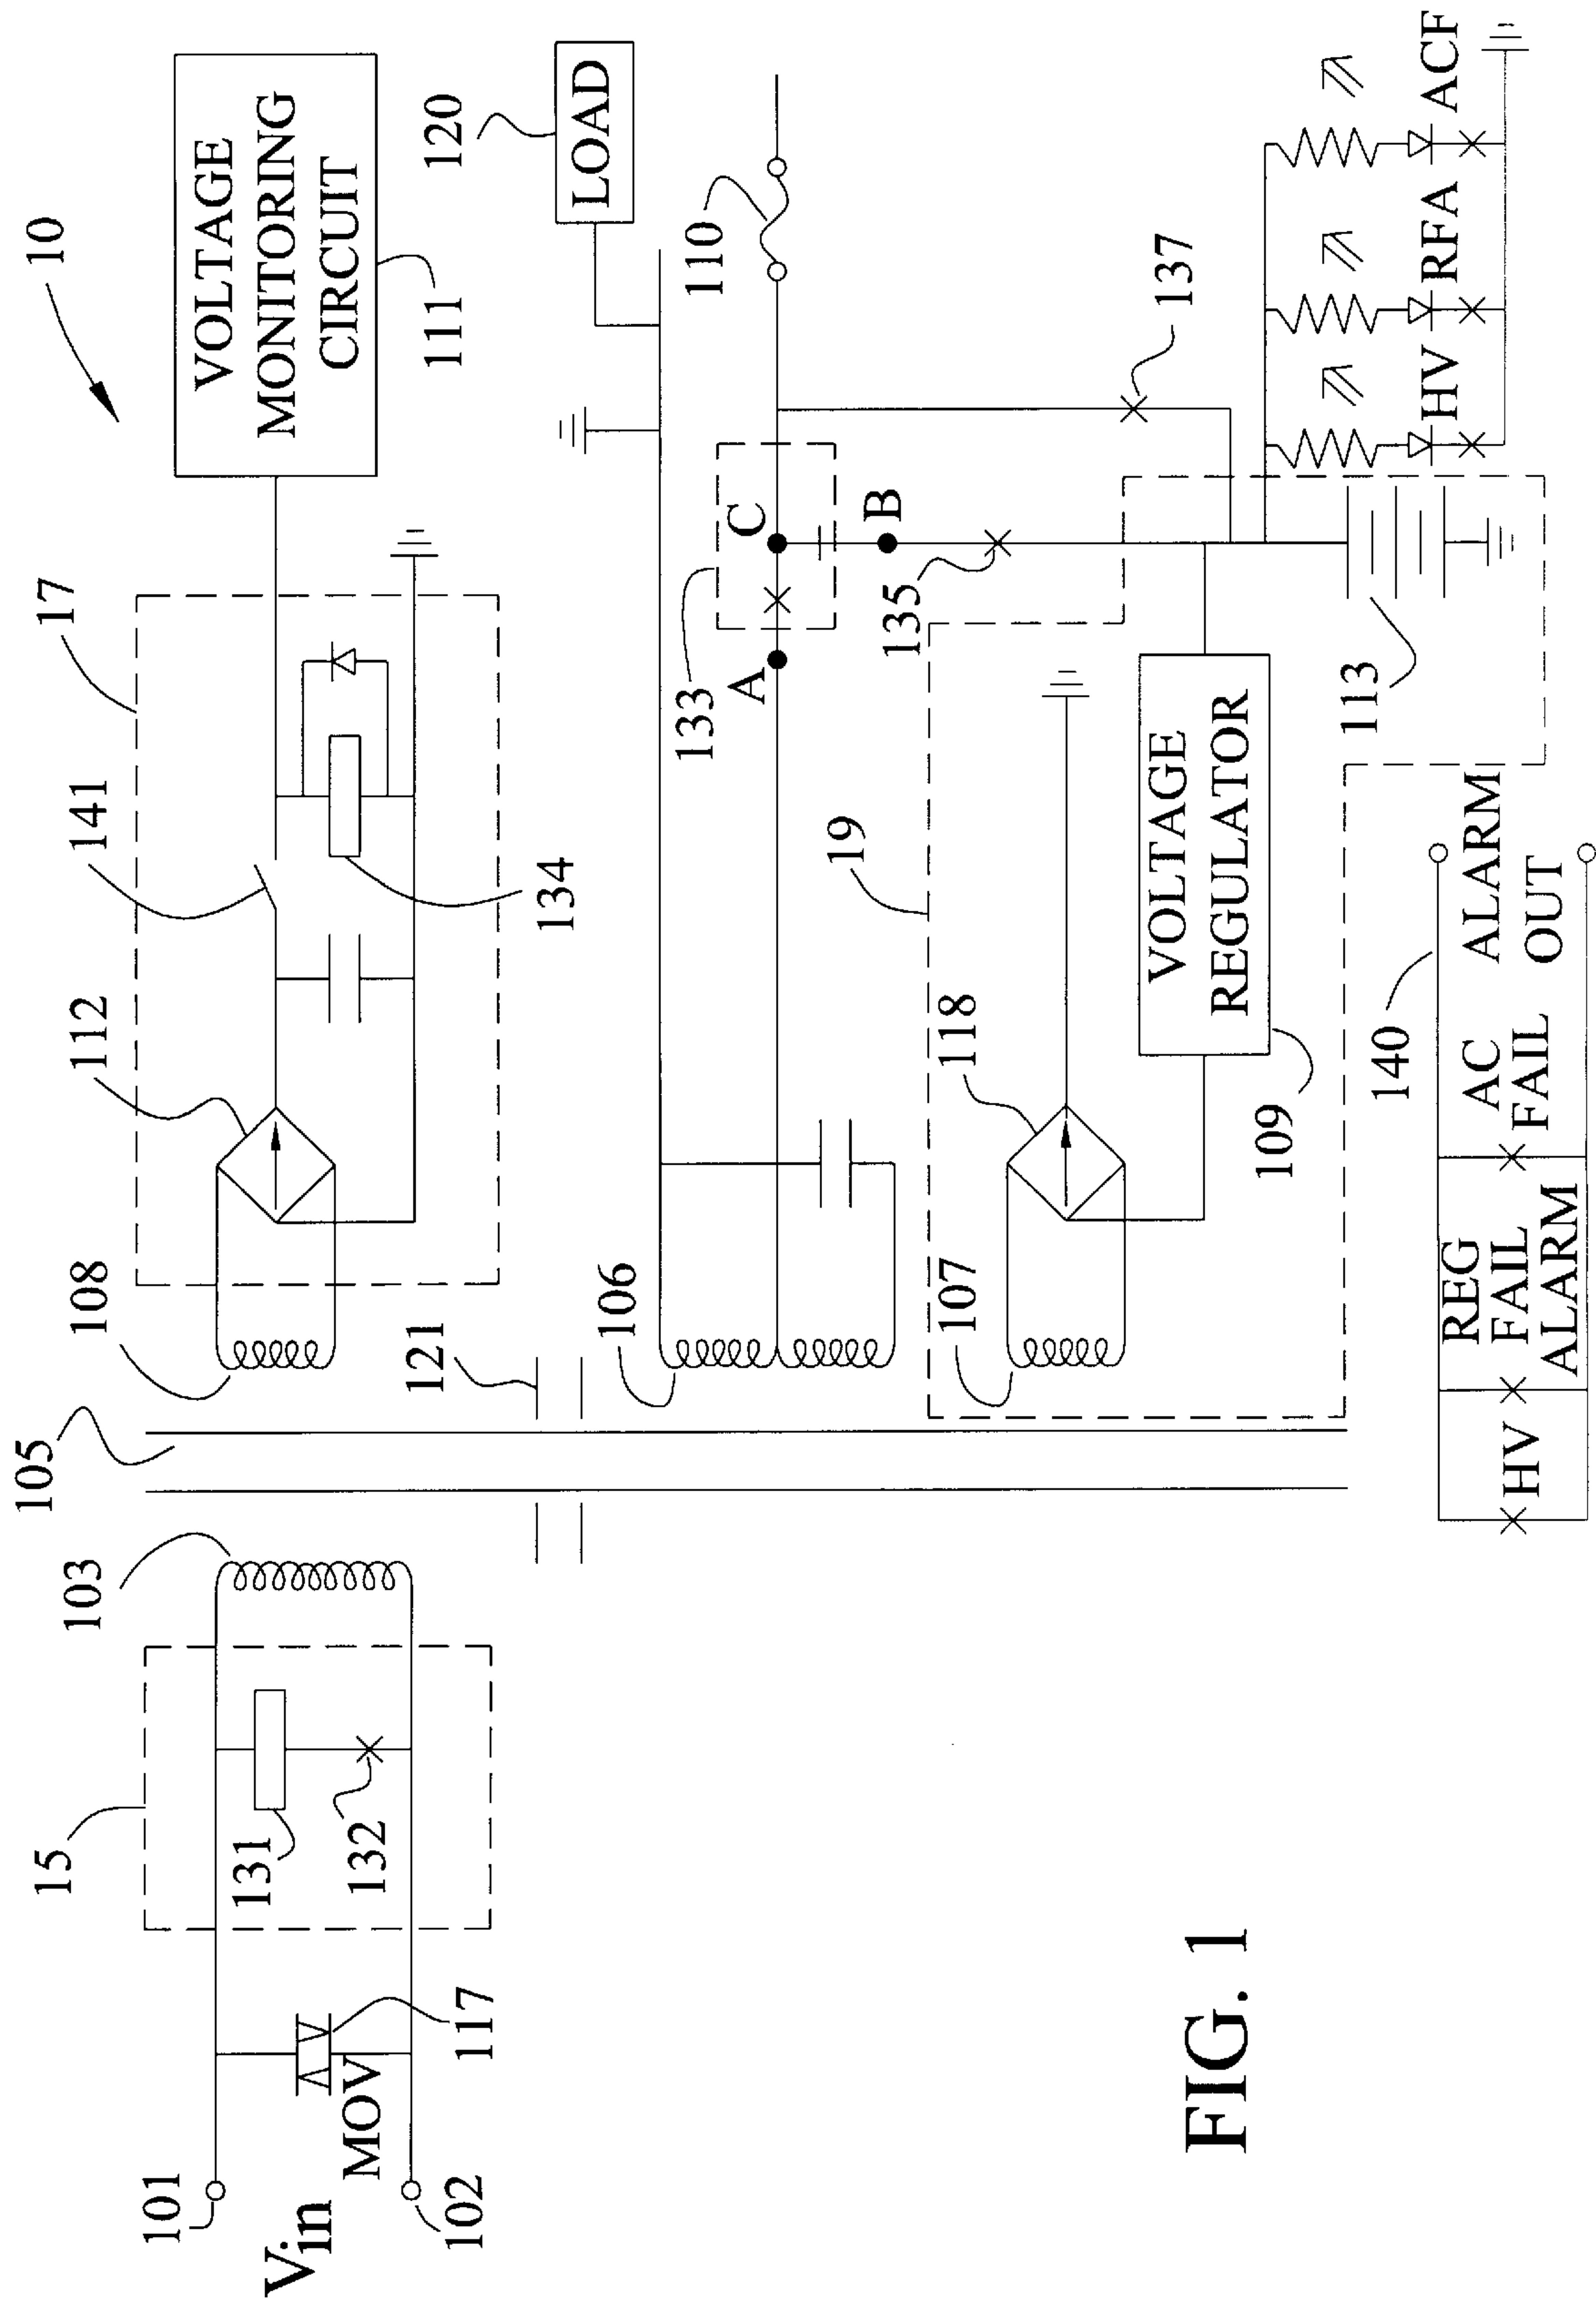 10
VOLTAGE
MONITORING
CIRCUIT
111
17
141
112
108
134
105
121
103
15
131
132
117
MOV
101
Vin
102
120
LOAD
110
C
B
A
133
135
137
106
19
107
118
109
VOLTAGE
REGULATOR
113
HV
RFA
ACF
140
HV
REG
FAIL
ALARM
AC
FAIL
ALARM
OUT
FIG. 1